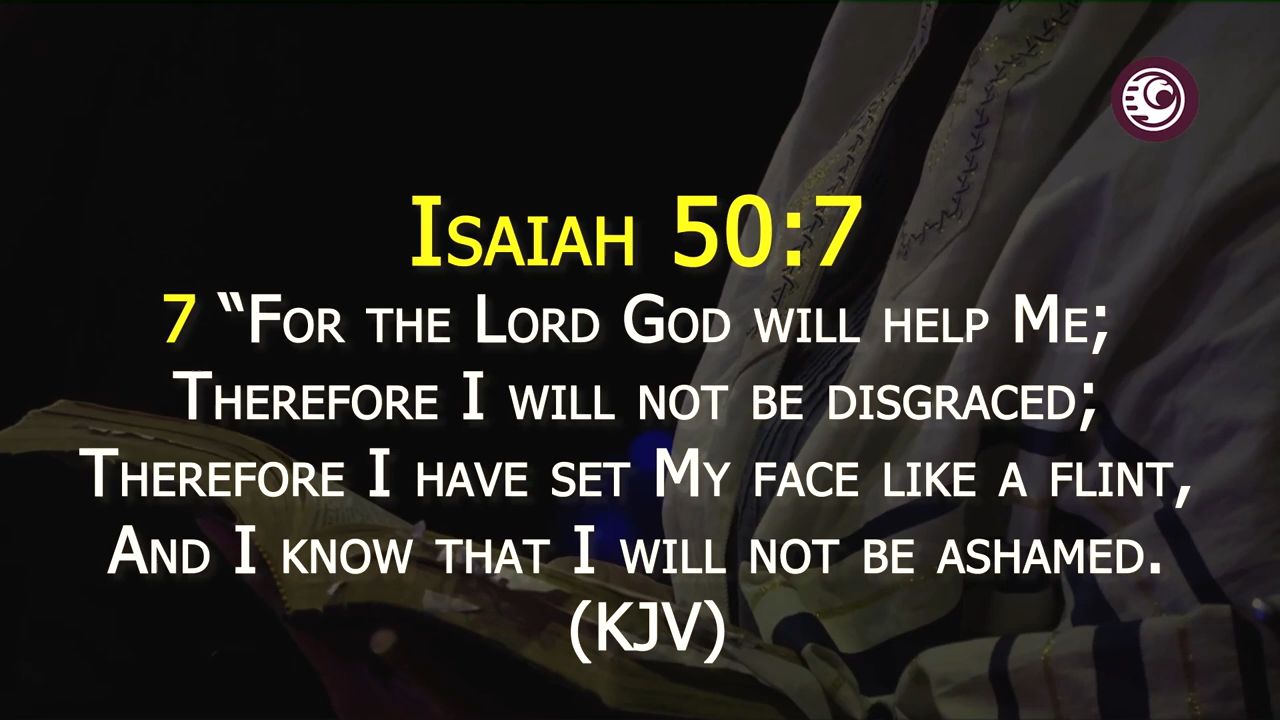 Isaiah 50:7
7 “For the Lord God will help Me;
Therefore I will not be disgraced;
Therefore I have set My face like a flint,
And I know that I will not be ashamed.
(KJV)